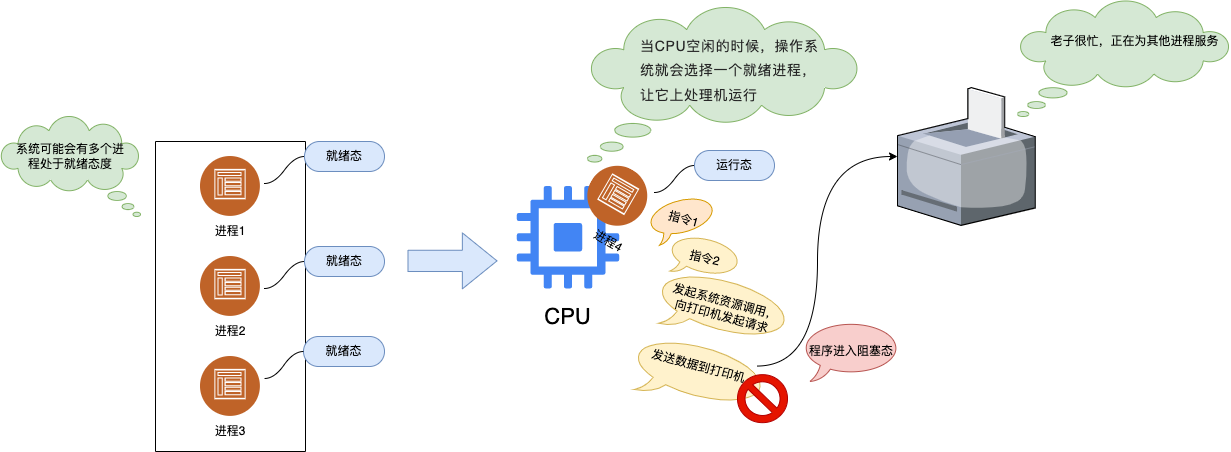 系统可能会有多个进
程处于就绪态度
就绪态
进程1
就绪态
进程2
就绪态
进程3
当CPU空闲的时候，操作系
统就会选择一个就绪进程，
让它上处理机运行
运行态
进程4
CPU
指令1
指令2
发起系统资源调用，
向打印机发起请求
发送数据到打印机
程序进入阻塞态
老子很忙，正在为其他进程服务